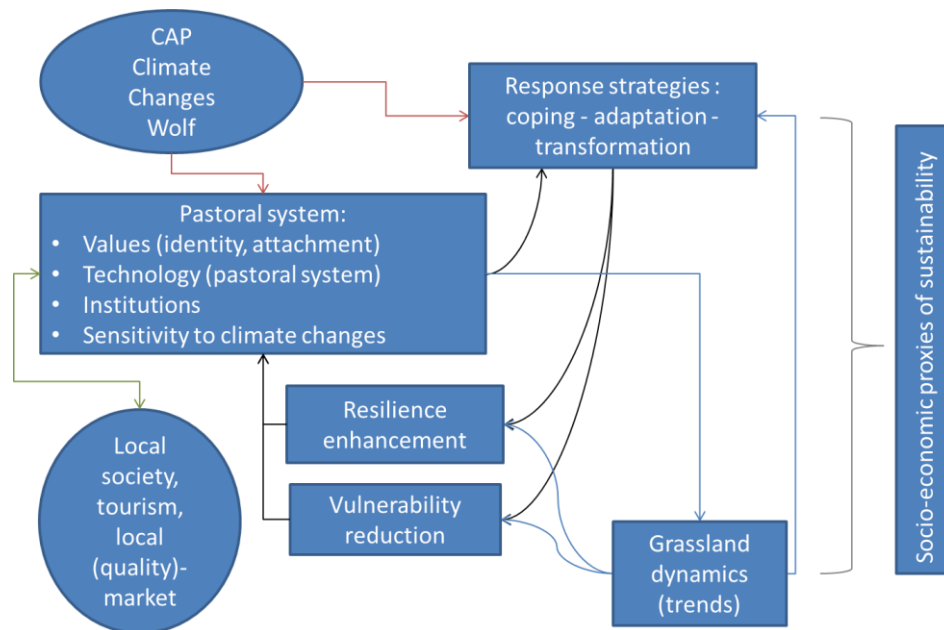 CAP
Climate
Changes
Wolf
Response strategies :
coping - adaptation -
transformation
Pastoral system:
• Values (identity, attachment)
• Technology (pastoral system)
• Institutions
• Sensitivity to climate changes
Resilience
enhancement
Vulnerability
reduction
Local
society,
tourism,
local
(quality)-
market
Grassland
dynamics
(trends)
Socio-economic proxies of sustainability